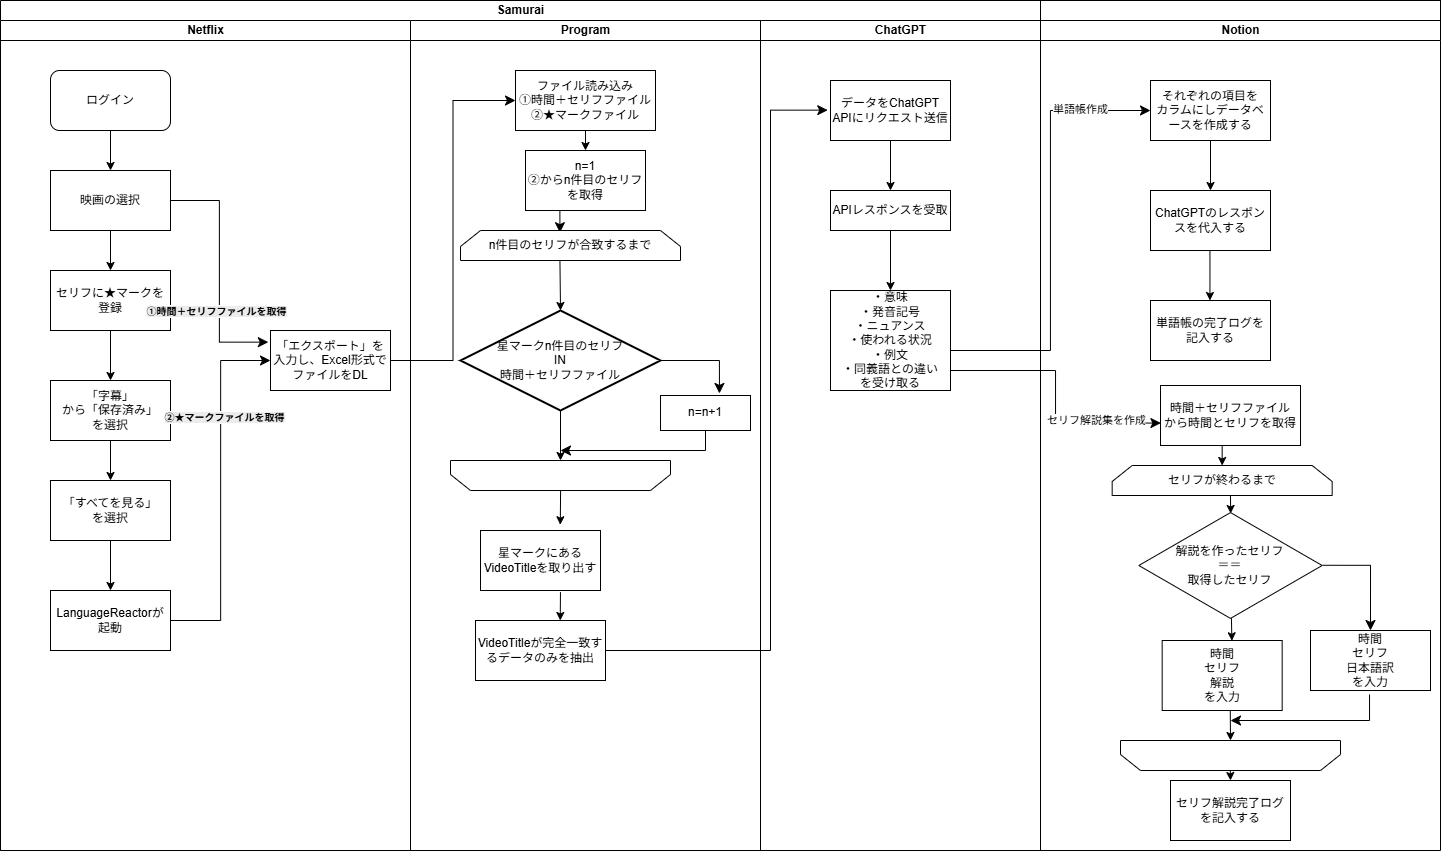 Samurai
Netflix
Program
ChatGPT
Notion
ログイン
映画の選択
セリフに★マークを
登録
「字幕」
から「保存済み」
を選択
「すべてを見る」
を選択
LanguageReactorが
起動
①時間＋セリフファイルを取得
②★マークファイルを取得
「エクスポート」を
入力し、Excel形式で
ファイルをDL
ファイル読み込み
①時間＋セリフファイル
②★マークファイル
n=1
②からn件目のセリフ
を取得
n件目のセリフが合致するまで
星マークn件目のセリフ
IN
時間＋セリフファイル
n=n+1
星マークにある
VideoTitleを取り出す
VideoTitleが完全一致す
るデータのみを抽出
データをChatGPT
APIにリクエスト送信
APIレスポンスを受取
・意味
・発音記号
・ニュアンス
・使われる状況
・例文
・同義語との違い
を受け取る
単語帳作成
それぞれの項目を
カラムにしデータベ
ースを作成する
ChatGPTのレスポン
スを代入する
単語帳の完了ログを
記入する
セリフ解説集を作成
時間＋セリフファイル
から時間とセリフを取得
セリフが終わるまで
解説を作ったセリフ
＝＝
取得したセリフ
時間
セリフ
解説
を入力
時間
セリフ
日本語訳
を入力
セリフ解説完了ログ
を記入する